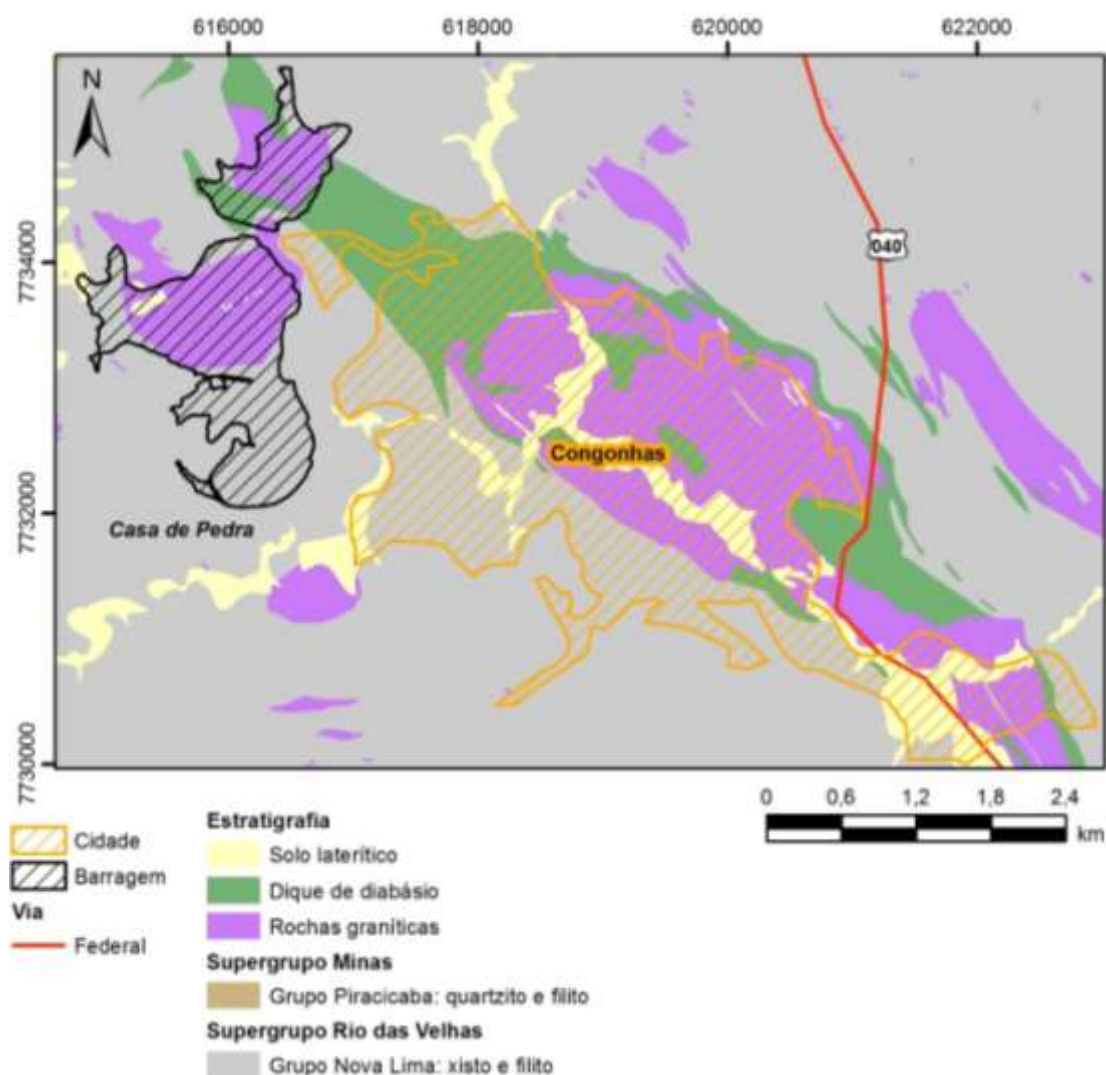 616000 618000 620000 622000
N
7734000
7732000
7730000
040
Congonhas
Casa de Pedra
0 0,6 1,2 1,8 2,4
km
Cidade
Barragem
Via
Federal
Estratigrafia
Solo laterítico
Dique de diabásio
Rochas graníticas
Supergrupo Minas
Grupo Piracicaba: quartzito e filito
Supergrupo Rio das Velhas
Grupo Nova Lima: xisto e filito